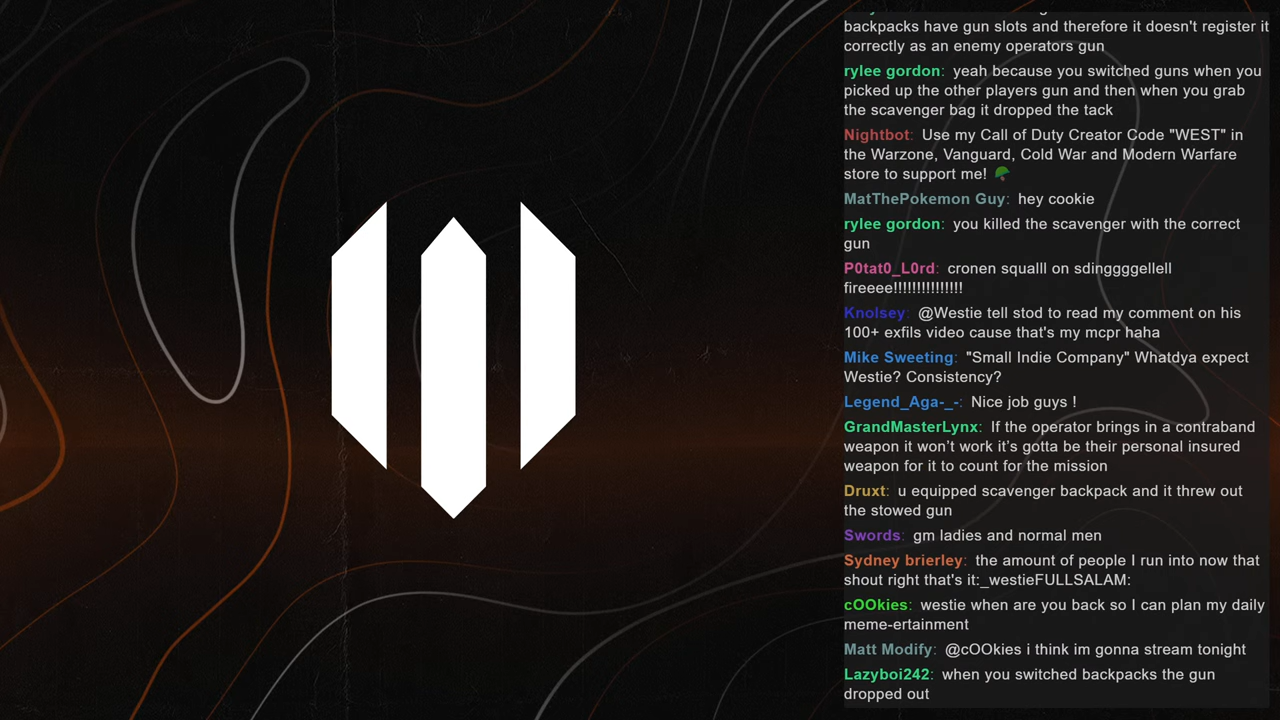 backpacks have gun slots and therefore it doesn't register it
correctly as an enemy operators gun
rylee gordon: yeah because you switched guns when you
picked up the other players gun and then when you grab
the scavenger bag it dropped the tack
Nightbot: Use my Call of Duty Creator Code "WEST" in
the Warzone, Vanguard, Cold War and Modern Warfare
store to support me!
MatThePokemon Guy: hey cookie
rylee gordon: you killed the scavenger with the correct
gun
P0tat0_L0rd: cronen squalll on sdinggggellell
fireeee!!!!!!!!!!!!!!!
Knolsey: @Westie tell stod to read my comment on his
100+ exfils video cause that's my mcpr haha
Mike Sweeting: "Small Indie Company" Whatdya expect
Westie? Consistency?
Legend_Aga-_-: Nice job guys !
GrandMasterLynx: If the operator brings in a contraband
weapon it won't work it's gotta be their personal insured
weapon for it to count for the mission
Druxt: u equipped scavenger backpack and it threw out
the stowed gun
Swords: gm ladies and normal men
Sydney brierley: the amount of people I run into now that
shout right that's it:_westieFULLSALAM:
cOOkies: westie when are you back so I can plan my daily
meme-ertainment
Matt Modify: @cOOkies i think im gonna stream tonight
Lazyboi242: when you switched backpacks the gun
dropped out